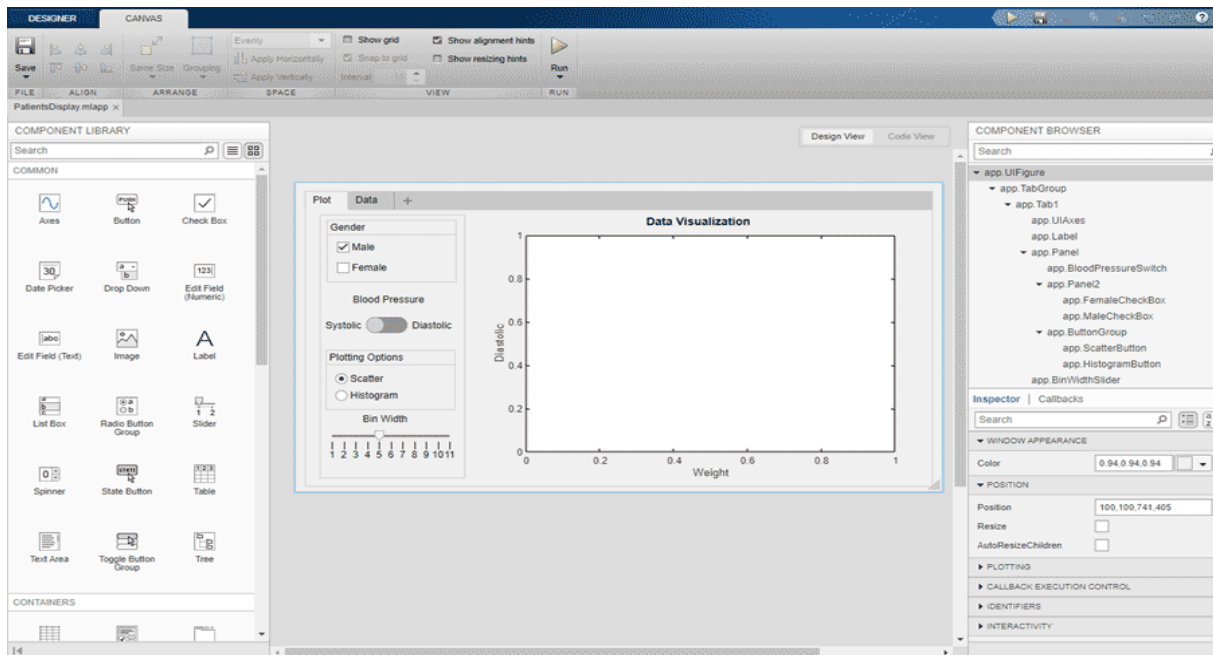 DESIGNER CANVAS
Save
Same Size
Grouping
Evenly
Apply Horizontally
Apply Vertically
Show grid
Snap to grid
Interval 10
Show alignment hints
Show resizing hints
Run
FILE ALIGN ARRANGE SPACE VIEW RUN
PatientsDisplay.mlapp ×
COMPONENT LIBRARY
Search
COMMON
Axes Button Check Box
Date Picker Drop Down Edit Field (Numeric)
Edit Field (Text) Image Label
List Box Radio Button Group Slider
Spinner State Button Table
Text Area Toggle Button Group Tree
CONTAINERS
Design View Code View
Plot Data +
Gender
Male
Female
Blood Pressure
Systolic Diastolic
Plotting Options
Scatter
Histogram
Bin Width
1 2 3 4 5 6 7 8 9 10 11
Data Visualization
1
0.8
0.6
0.4
0.2
0
Diastolic
0 0.2 0.4 0.6 0.8 1
Weight
COMPONENT BROWSER
Search
app.UIFigure
app.TabGroup
app.Tab1
app.UIAxes
app.Label
app.Panel
app.BloodPressureSwitch
app.Panel2
app.FemaleCheckBox
app.MaleCheckBox
app.ButtonGroup
app.ScatterButton
app.HistogramButton
app.BinWidthSlider
Inspector | Callbacks
Search
WINDOW APPEARANCE
Color 0.94,0.94,0.94
POSITION
Position 100,100,741,405
Resize
AutoResizeChildren
PLOTTING
CALLBACK EXECUTION CONTROL
IDENTIFIERS
INTERACTIVITY